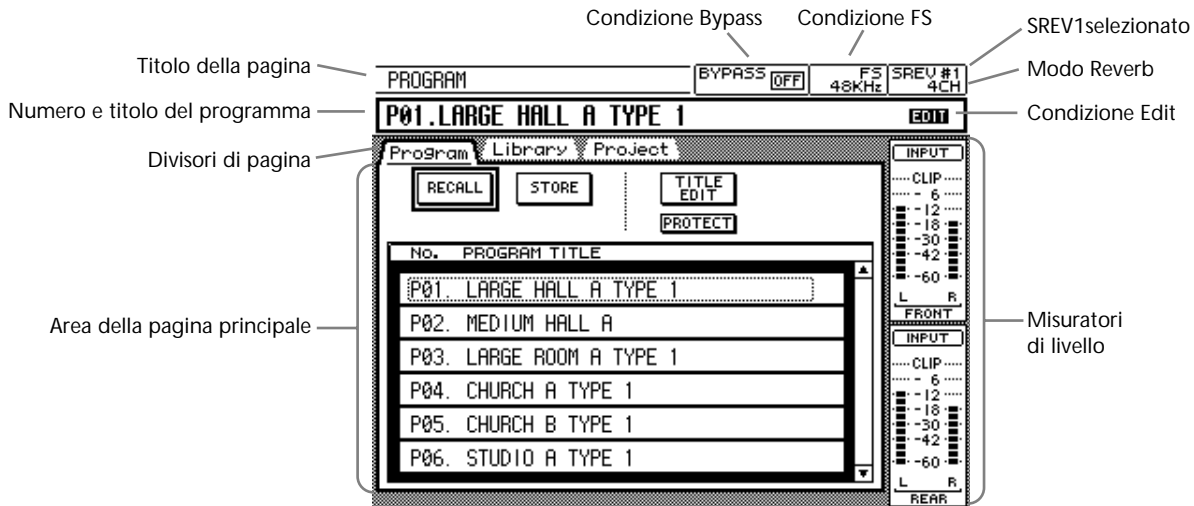 Condizione Bypass
Condizione FS
SREV1selezionato
Titolo della pagina
PROGRAM
BYPASS OFF
FS
48KHz
SREV #1
4CH
Modo Reverb
Numero e titolo del programma
P01.LARGE HALL A TYPE 1
EDIT
Condizione Edit
Divisori di pagina
Program Library Project
RECALL STORE TITLE
EDIT
PROTECT
No. PROGRAM TITLE
P01. LARGE HALL A TYPE 1
P02. MEDIUM HALL A
P03. LARGE ROOM A TYPE 1
P04. CHURCH A TYPE 1
P05. CHURCH B TYPE 1
P06. STUDIO A TYPE 1
Area della pagina principale
INPUT
CLIP
- 6
-12
-18
-30
-42
-60
L R
FRONT
INPUT
CLIP
- 6
-12
-18
-30
-42
-60
L R
REAR
Misuratori
di livello